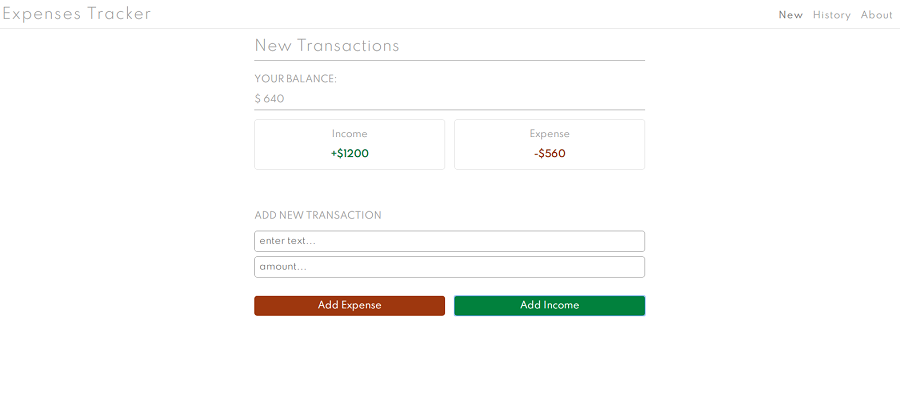 Expenses Tracker
New History About
New Transactions
YOUR BALANCE:
$ 640
Income
+$1200
Expense
-$560
ADD NEW TRANSACTION
enter text...
amount...
Add Expense
Add Income